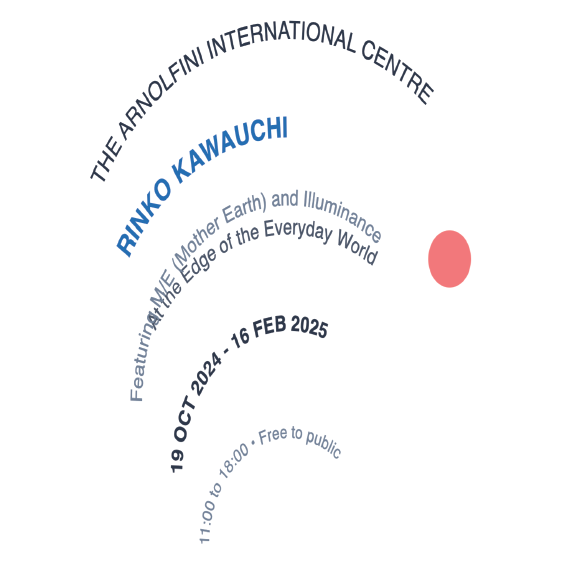 THE ARNOLFINI INTERNATIONAL CENTRE
RINKO KAWAUCHI
Featuring M/E (Mother Earth) and Illuminance
At the Edge of the Everyday World
19 OCT 2024 - 16 FEB 2025
11:00 to 18:00 • Free to public